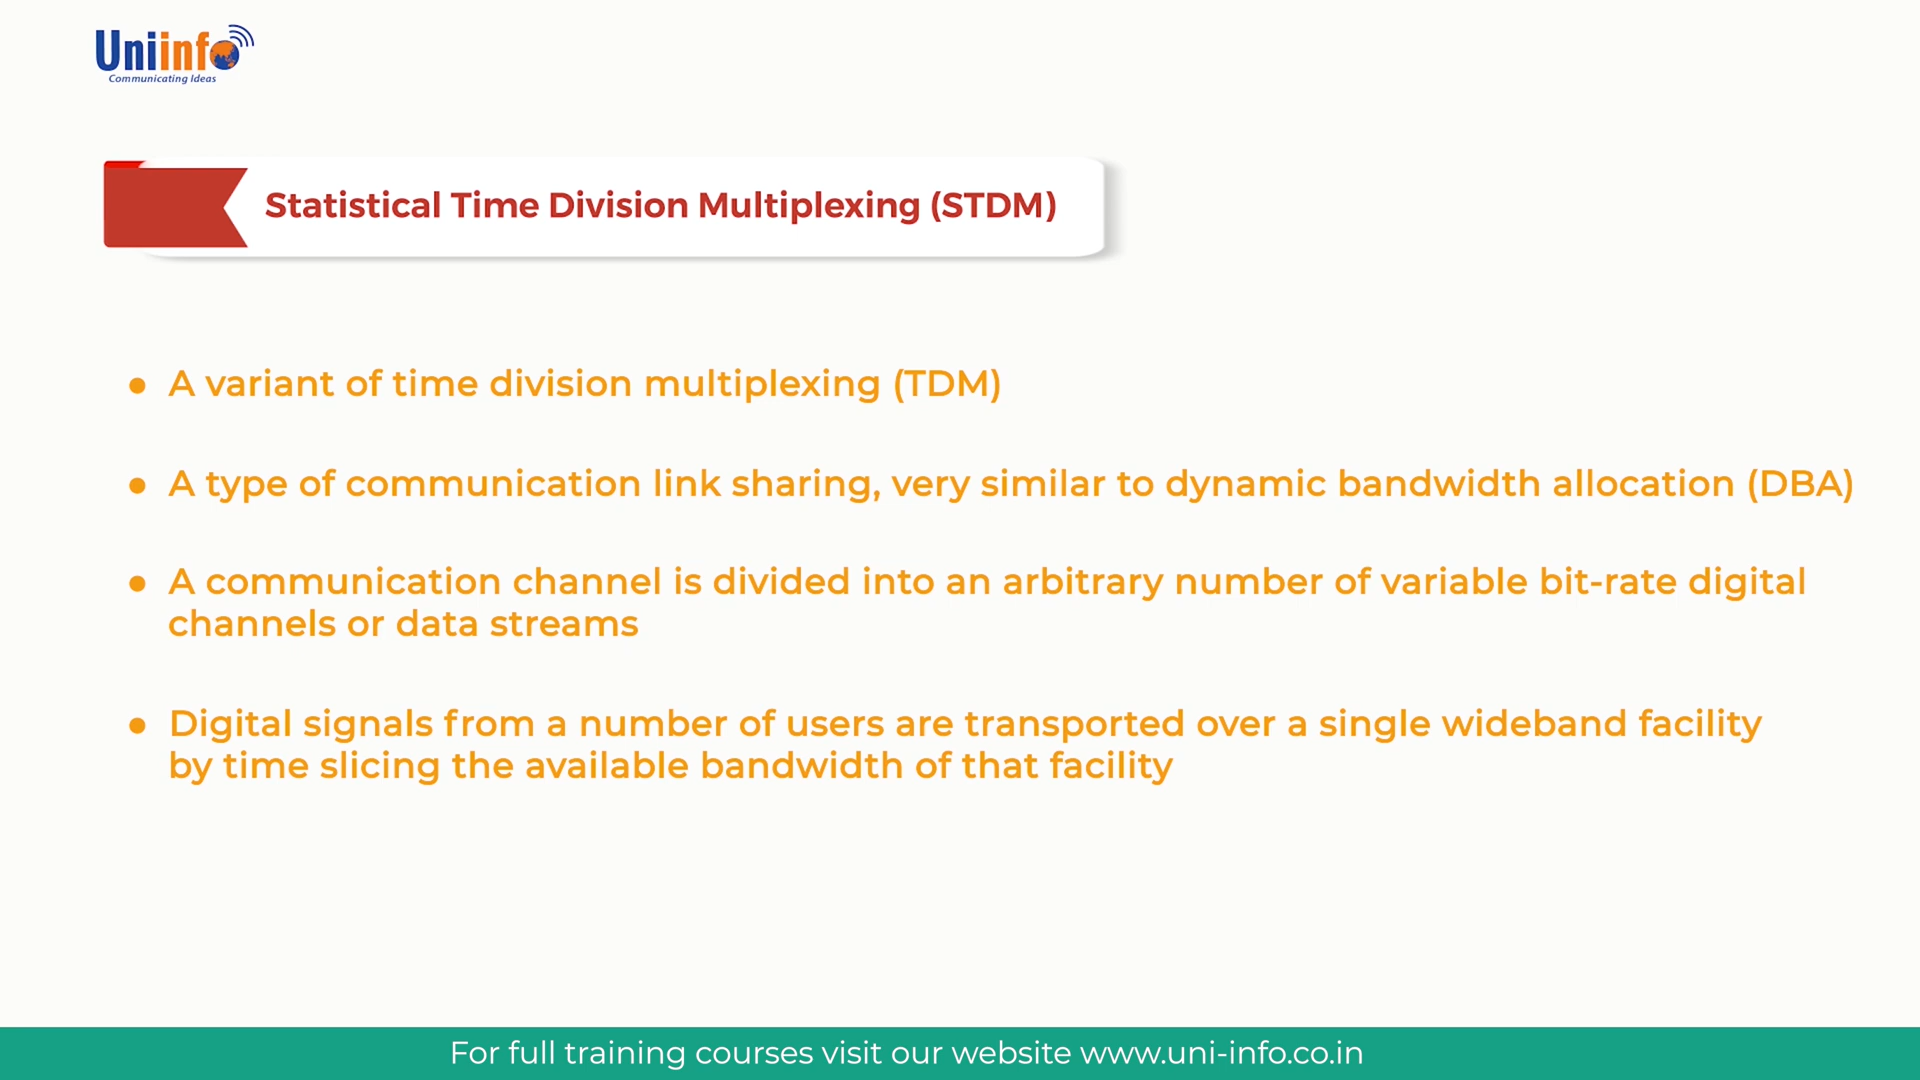 Uniinfo
Communicating Ideas
Statistical Time Division Multiplexing (STDM)
● A variant of time division multiplexing (TDM)
● A type of communication link sharing, very similar to dynamic bandwidth allocation (DBA)
● A communication channel is divided into an arbitrary number of variable bit-rate digital
channels or data streams
● Digital signals from a number of users are transported over a single wideband facility
by time slicing the available bandwidth of that facility
For full training courses visit our website www.uni-info.co.in